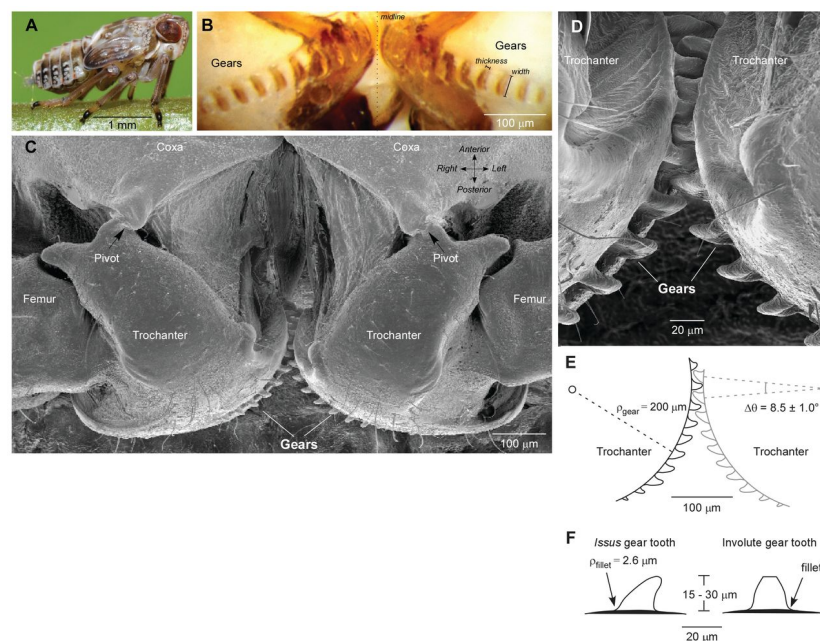 A
1 mm
B
midline
Gears
Gears
thickness
width
100 μm
C
Coxa
Coxa
Anterior
Right
Left
Posterior
Pivot
Pivot
Femur
Femur
Trochanter
Trochanter
Gears
100 μm
D
Trochanter
Trochanter
Gears
20 μm
E
ρgear = 200 μm
Δθ = 8.5 ± 1.0°
Trochanter
Trochanter
100 μm
F
Issus gear tooth
Involute gear tooth
ρfillet = 2.6 μm
fillet
15 - 30 μm
20 μm